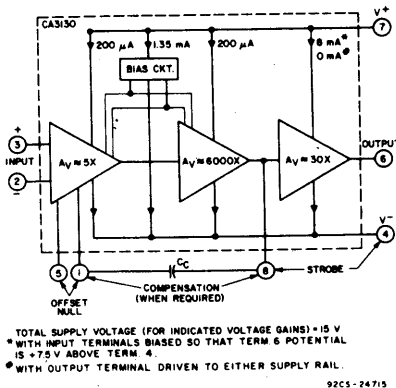 CA3130
V+
7
200 μA
1.35 mA
200 μA
8 mA*
0 mA●
BIAS CKT.
+
3
INPUT
2
−
AV≈5X
AV≈6000X
AV≈30X
OUTPUT
6
V−
4
5
1
CC
8
STROBE
OFFSET
NULL
COMPENSATION
(WHEN REQUIRED)
TOTAL SUPPLY VOLTAGE (FOR INDICATED VOLTAGE GAINS) = 15 V
*WITH INPUT TERMINALS BIASED SO THAT TERM. 6 POTENTIAL
IS +7.5 V ABOVE TERM. 4.
●WITH OUTPUT TERMINAL DRIVEN TO EITHER SUPPLY RAIL.
92CS-24715